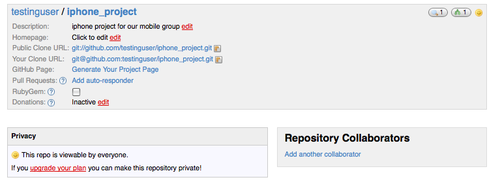 testinguser / iphone_project
1 1
Description: iphone project for our mobile group edit
Homepage: Click to edit edit
Public Clone URL: git://github.com/testinguser/iphone_project.git
Your Clone URL: git@github.com:testinguser/iphone_project.git
GitHub Page: Generate Your Project Page
Pull Requests: (?) Add auto-responder
RubyGem: (?)
Donations: (?) Inactive edit
Privacy
This repo is viewable by everyone.
If you upgrade your plan you can make this repository private!
Repository Collaborators
Add another collaborator